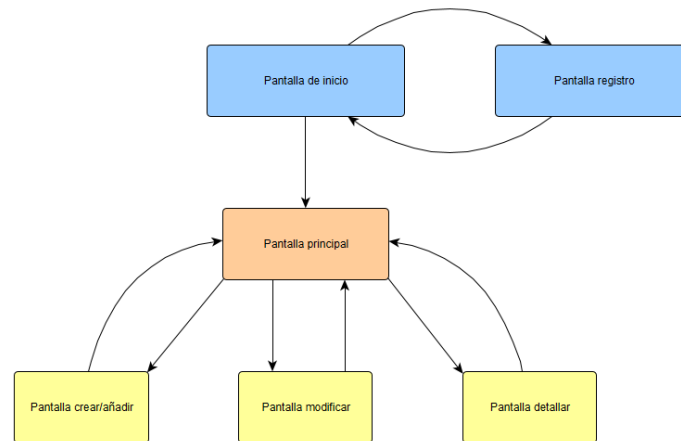 Pantalla de inicio
Pantalla registro
Pantalla principal
Pantalla crear/añadir
Pantalla modificar
Pantalla detallar